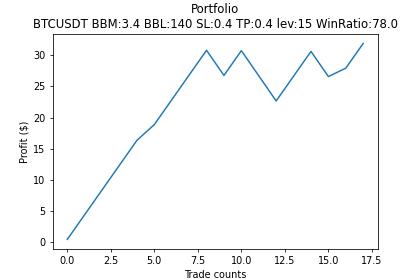 Portfolio
BTCUSDT BBM:3.4 BBL:140 SL:0.4 TP:0.4 lev:15 WinRatio:78.0
30
25
20
15
10
5
0
Profit ($)
0.0 2.5 5.0 7.5 10.0 12.5 15.0 17.5
Trade counts